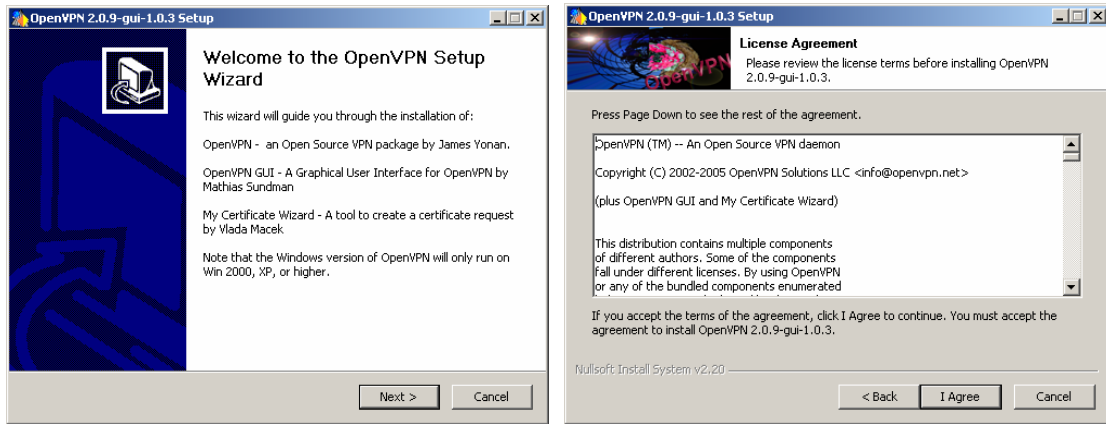 OpenVPN 2.0.9-gui-1.0.3 Setup
Welcome to the OpenVPN Setup
Wizard
This wizard will guide you through the installation of:
OpenVPN - an Open Source VPN package by James Yonan.
OpenVPN GUI - A Graphical User Interface for OpenVPN by
Mathias Sundman
My Certificate Wizard - A tool to create a certificate request
by Vlada Macek
Note that the Windows version of OpenVPN will only run on
Win 2000, XP, or higher.
Next >
Cancel
OpenVPN 2.0.9-gui-1.0.3 Setup
OpenVPN
License Agreement
Please review the license terms before installing OpenVPN
2.0.9-gui-1.0.3.
Press Page Down to see the rest of the agreement.
OpenVPN (TM) -- An Open Source VPN daemon
Copyright (C) 2002-2005 OpenVPN Solutions LLC <info@openvpn.net>
(plus OpenVPN GUI and My Certificate Wizard)
This distribution contains multiple components
of different authors. Some of the components
fall under different licenses. By using OpenVPN
or any of the bundled components enumerated
If you accept the terms of the agreement, click I Agree to continue. You must accept the
agreement to install OpenVPN 2.0.9-gui-1.0.3.
Nullsoft Install System v2.20
< Back
I Agree
Cancel